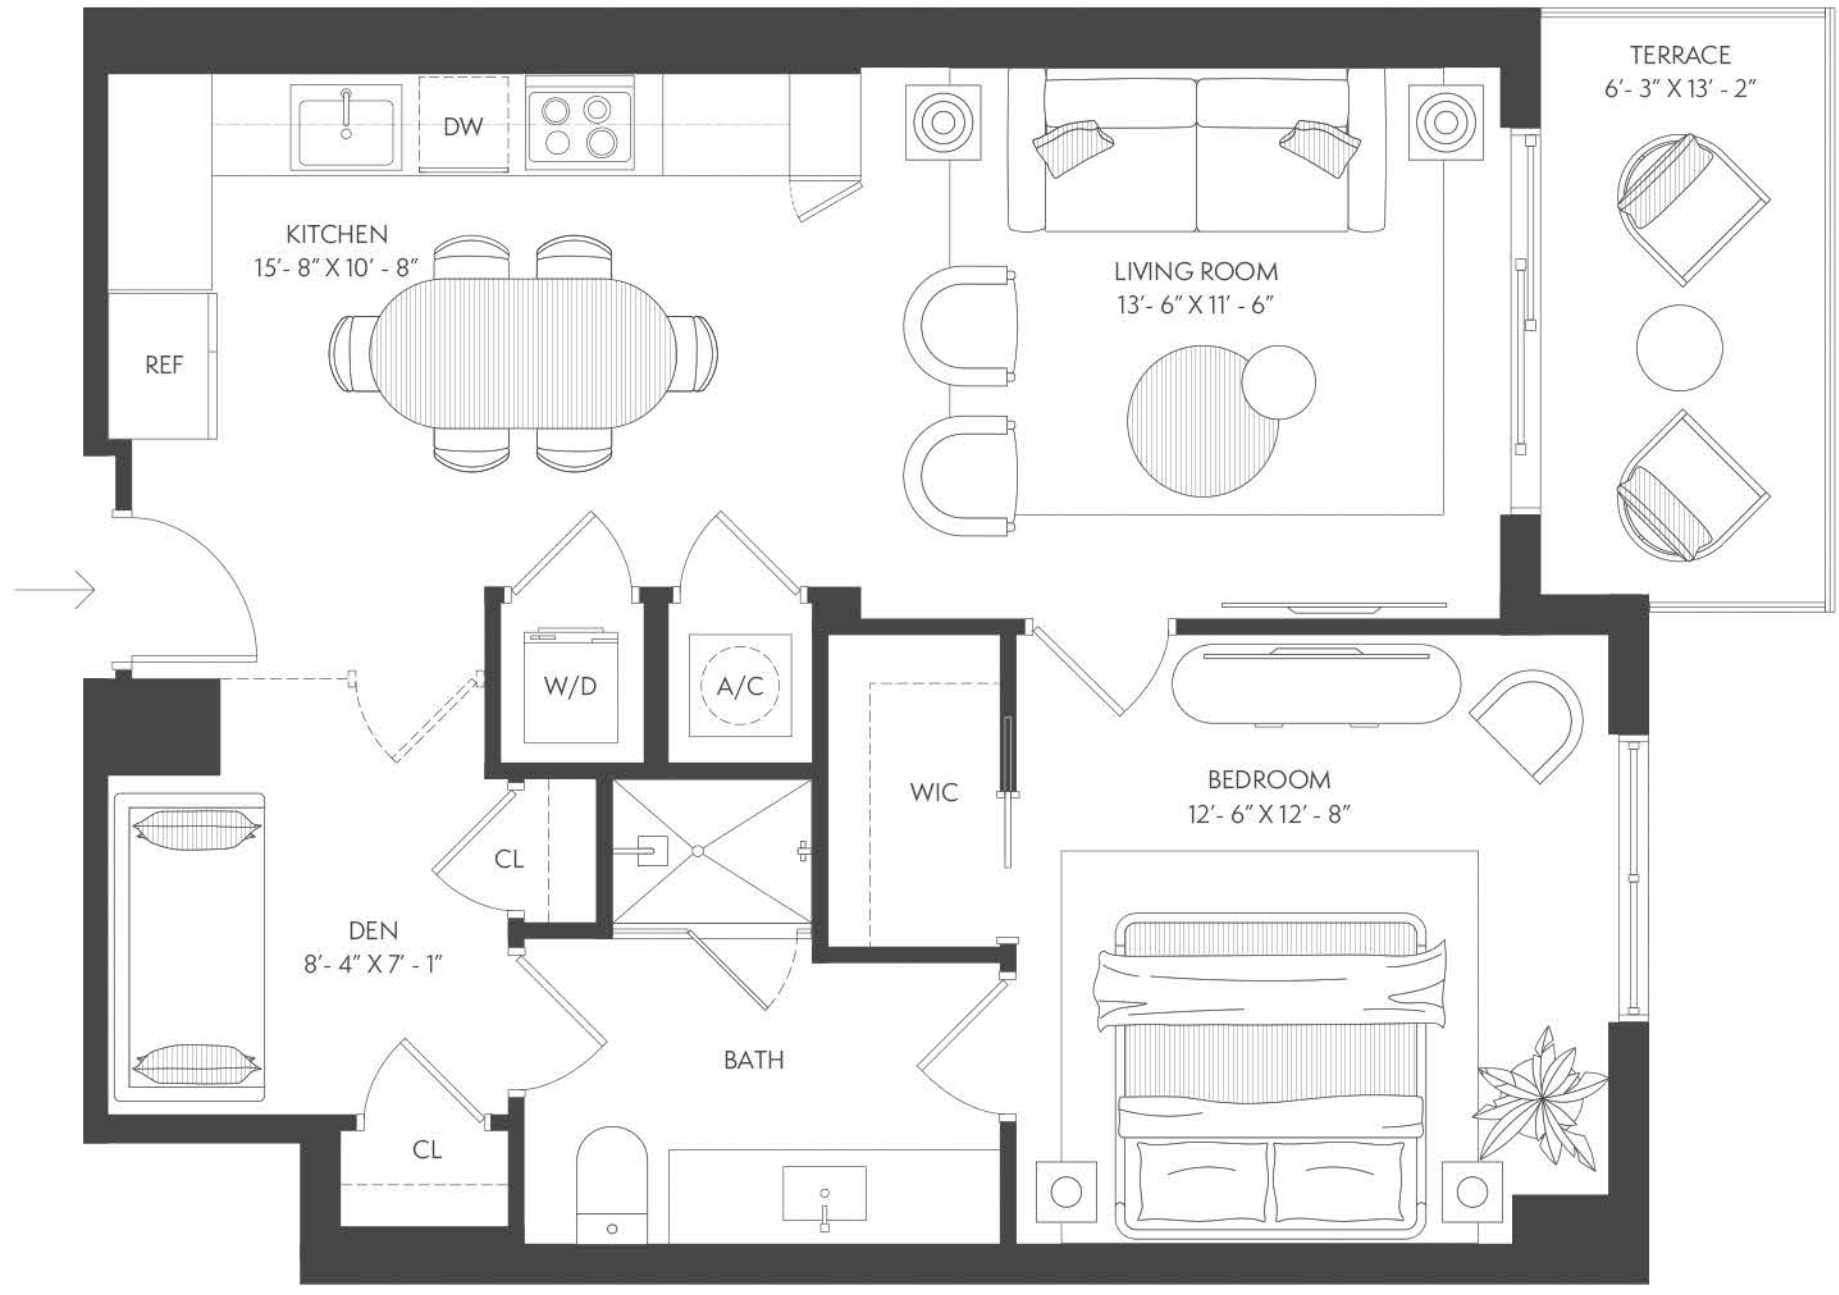 TERRACE
6'- 3" X 13' - 2"
DW
KITCHEN
15'- 8" X 10' - 8"
LIVING ROOM
13'- 6" X 11' - 6"
REF
W/D
A/C
WIC
BEDROOM
12'- 6" X 12' - 8"
CL
DEN
8'- 4" X 7' - 1"
BATH
CL